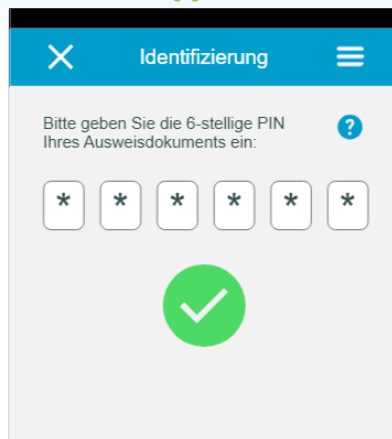 Identifizierung
Bitte geben Sie die 6-stellige PIN
Ihres Ausweisdokuments ein:
?
* * * * * *